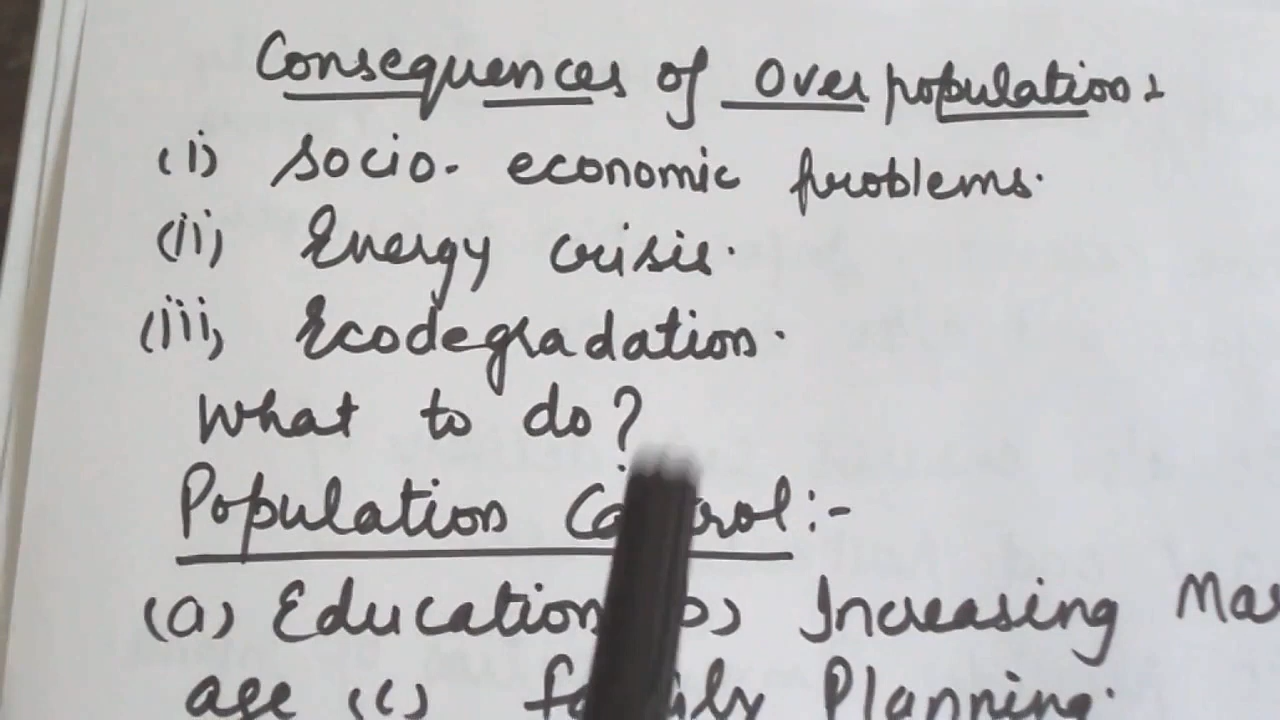 Consequences of Over population :
(i) Socio- economic problems.
(ii) Energy crisis.
(iii) Ecodegradation.
What to do?
Population :-
(a) Education b) Increasing
age (c) Planning.